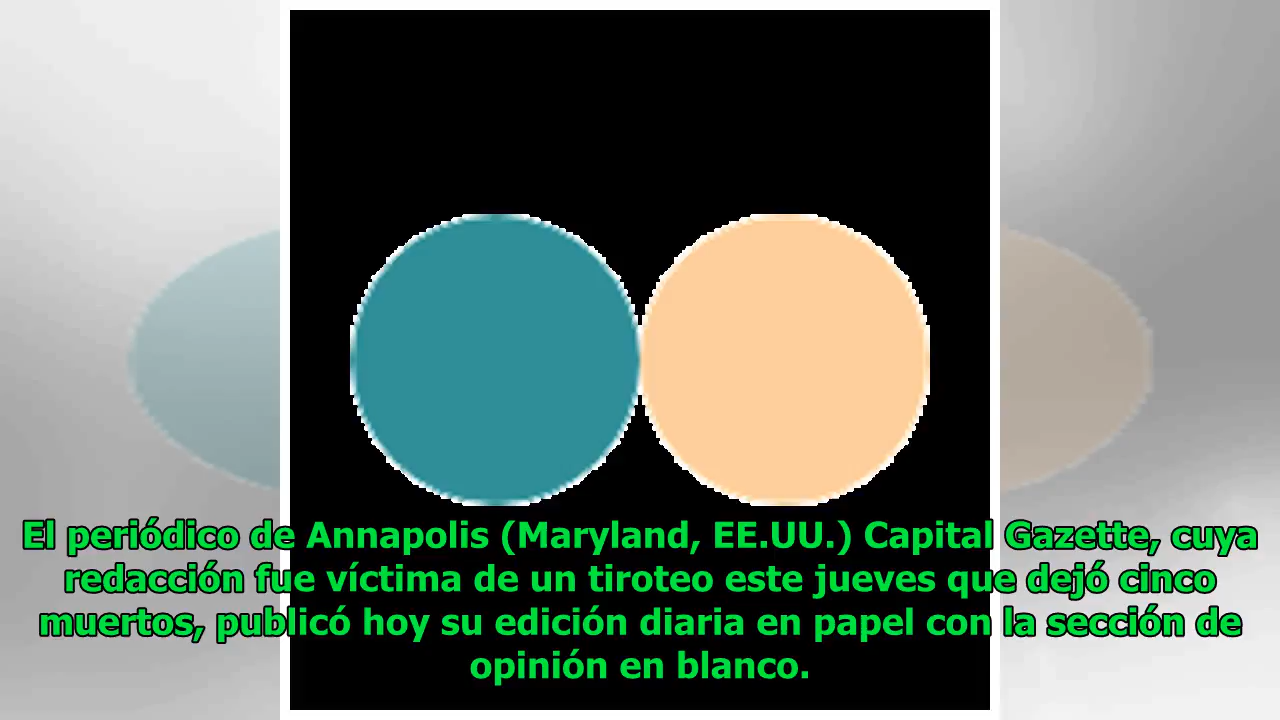 El periódico de Annapolis (Maryland, EE.UU.) Capital Gazette, cuya
redacción fue víctima de un tiroteo este jueves que dejó cinco
muertos, publicó hoy su edición diaria en papel con la sección de
opinión en blanco.